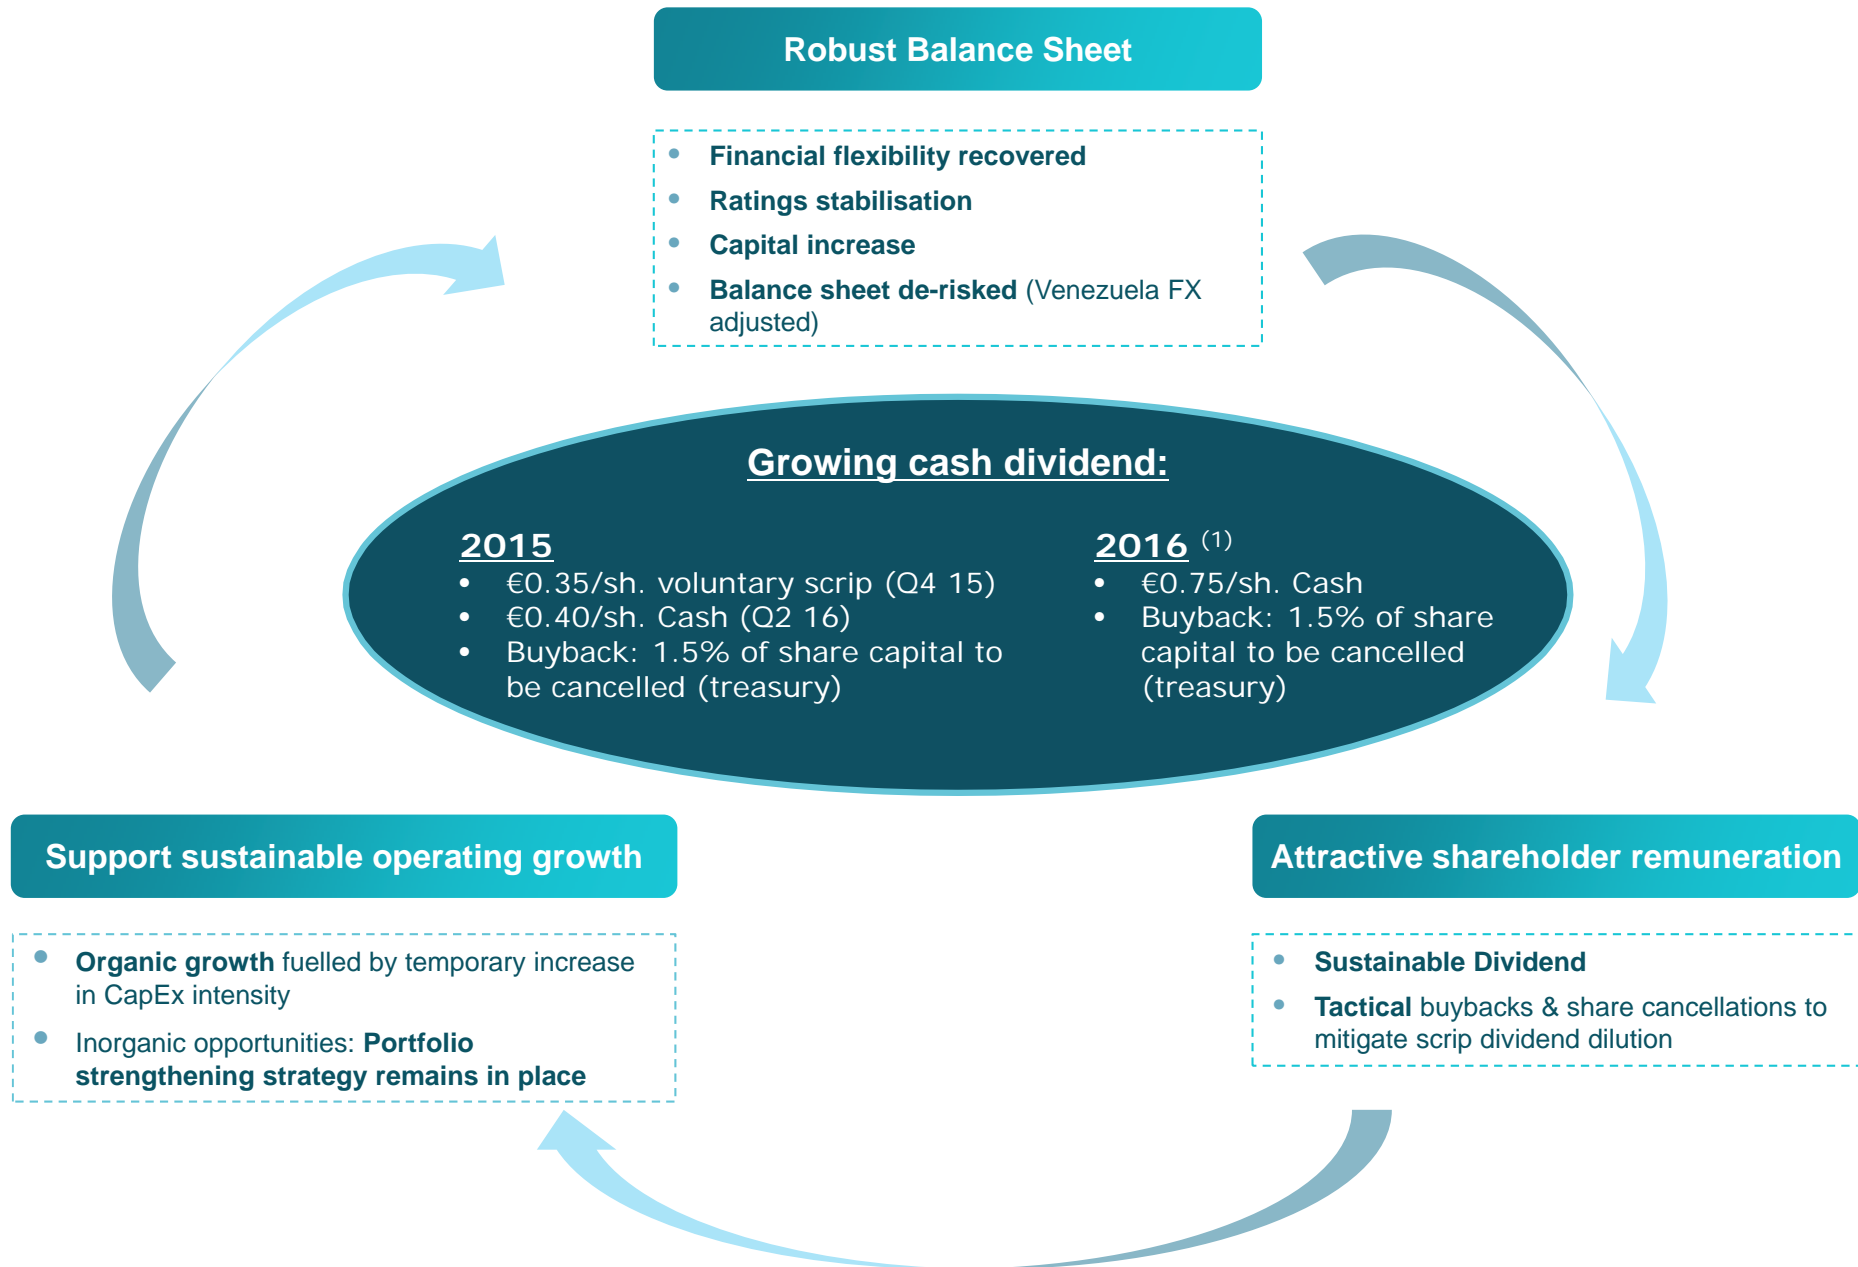 Robust Balance Sheet
• Financial flexibility recovered
• Ratings stabilisation
• Capital increase
• Balance sheet de-risked (Venezuela FX
adjusted)
Growing cash dividend:
2015
• €0.35/sh. voluntary scrip (Q4 15)
• €0.40/sh. Cash (Q2 16)
• Buyback: 1.5% of share capital to
be cancelled (treasury)
2016 (1)
• €0.75/sh. Cash
• Buyback: 1.5% of share
capital to be cancelled
(treasury)
Support sustainable operating growth
• Organic growth fuelled by temporary increase
in CapEx intensity
• Inorganic opportunities: Portfolio
strengthening strategy remains in place
Attractive shareholder remuneration
• Sustainable Dividend
• Tactical buybacks & share cancellations to
mitigate scrip dividend dilution